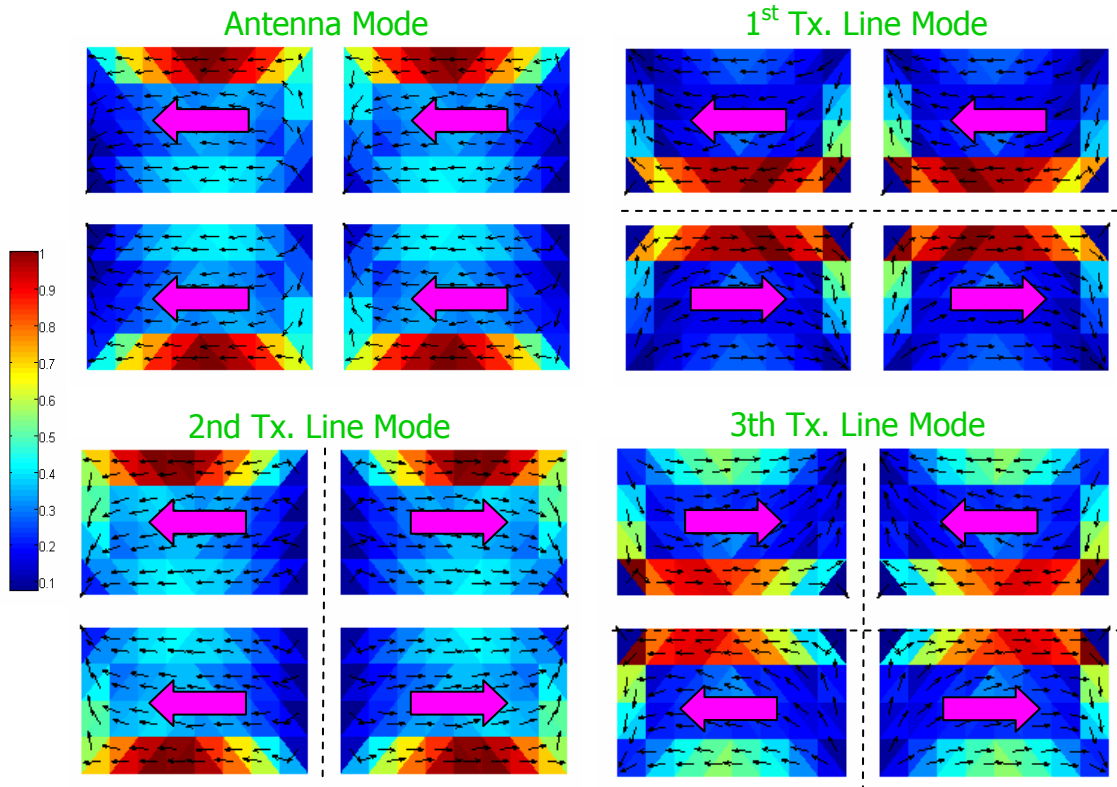 Antenna Mode
1st Tx. Line Mode
1
0.9
0.8
0.7
0.6
0.5
0.4
0.3
0.2
0.1
2nd Tx. Line Mode
3th Tx. Line Mode